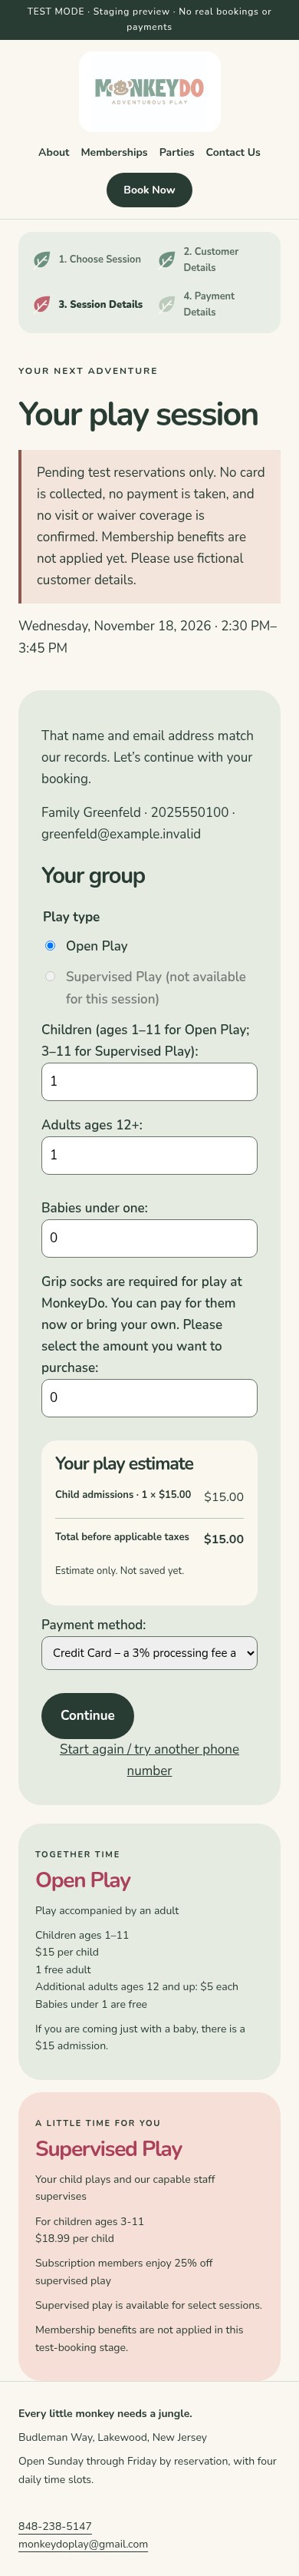 TEST MODE · Staging preview · No real bookings or
payments
MONKEYDO
ADVENTUROUS PLAY
About Memberships Parties Contact Us
Book Now
1. Choose Session
2. Customer
Details
3. Session Details
4. Payment
Details
YOUR NEXT ADVENTURE
Your play session
Pending test reservations only. No card
is collected, no payment is taken, and
no visit or waiver coverage is
confirmed. Membership benefits are
not applied yet. Please use fictional
customer details.
Wednesday, November 18, 2026 · 2:30 PM–
3:45 PM
That name and email address match
our records. Let’s continue with your
booking.
Family Greenfeld · 2025550100 ·
greenfeld@example.invalid
Your group
Play type
Open Play
Supervised Play (not available
for this session)
Children (ages 1–11 for Open Play;
3–11 for Supervised Play):
1
Adults ages 12+:
1
Babies under one:
0
Grip socks are required for play at
MonkeyDo. You can pay for them
now or bring your own. Please
select the amount you want to
purchase:
0
Your play estimate
Child admissions · 1 × $15.00 $15.00
Total before applicable taxes $15.00
Estimate only. Not saved yet.
Payment method:
Credit Card – a 3% processing fee a
Continue
Start again / try another phone
number
TOGETHER TIME
Open Play
Play accompanied by an adult
Children ages 1–11
$15 per child
1 free adult
Additional adults ages 12 and up: $5 each
Babies under 1 are free
If you are coming just with a baby, there is a
$15 admission.
A LITTLE TIME FOR YOU
Supervised Play
Your child plays and our capable staff
supervises
For children ages 3-11
$18.99 per child
Subscription members enjoy 25% off
supervised play
Supervised play is available for select sessions.
Membership benefits are not applied in this
test-booking stage.
Every little monkey needs a jungle.
Budleman Way, Lakewood, New Jersey
Open Sunday through Friday by reservation, with four
daily time slots.
848-238-5147
monkeydoplay@gmail.com